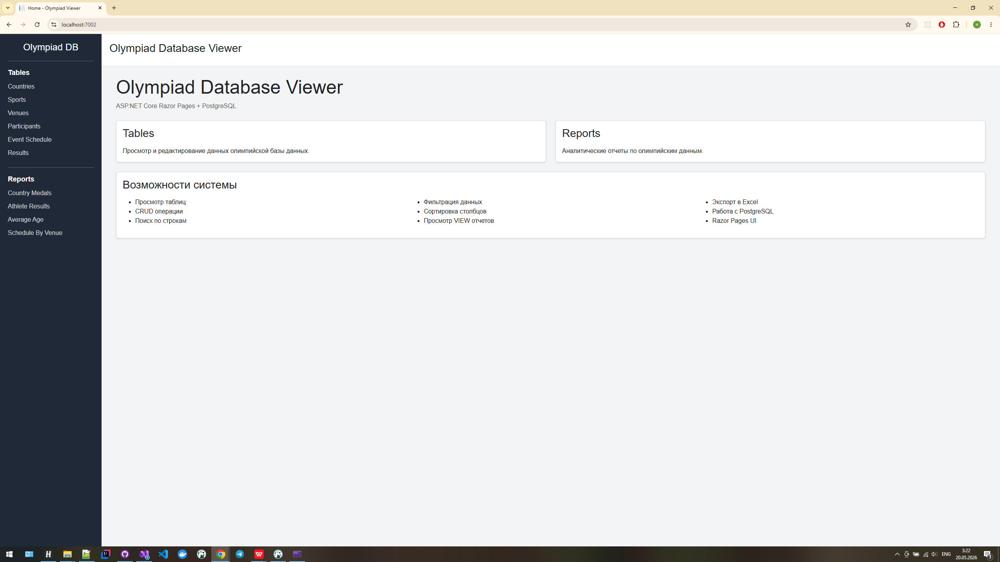 Home - Olympiad Viewer
localhost:7002
Olympiad DB
Tables
Countries
Sports
Venues
Participants
Event Schedule
Results
Reports
Country Medals
Athlete Results
Average Age
Schedule By Venue
Olympiad Database Viewer
Olympiad Database Viewer
ASP.NET Core Razor Pages + PostgreSQL
Tables
Просмотр и редактирование данных олимпийской базы данных.
Reports
Аналитические отчеты по олимпийским данным.
Возможности системы
Просмотр таблиц
CRUD операции
Поиск по строкам
Фильтрация данных
Сортировка столбцов
Просмотр VIEW отчетов
Экспорт в Excel
Работа с PostgreSQL
Razor Pages UI
ENG
3:22
20.05.2026
3